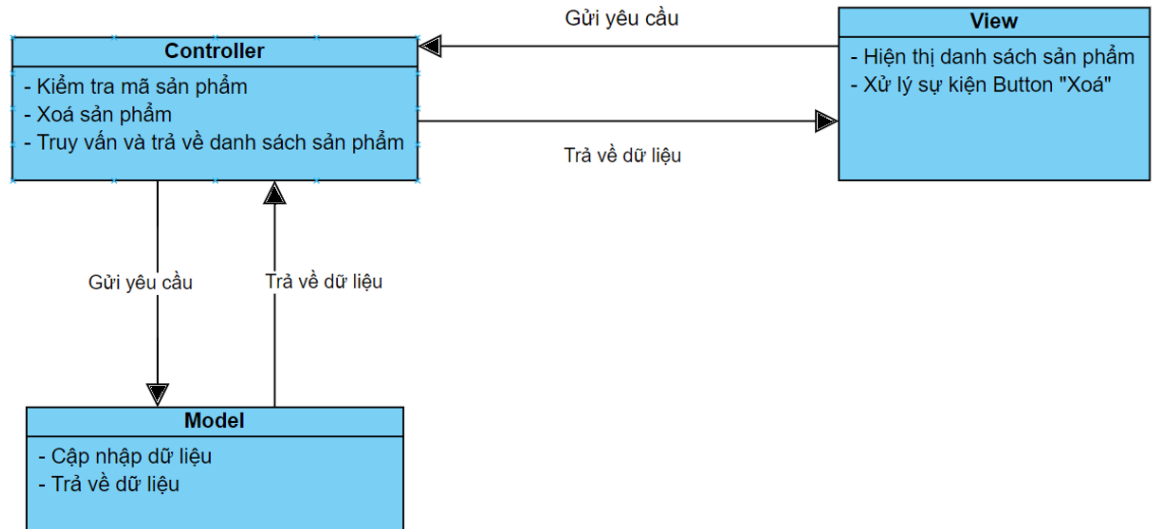 Gửi yêu cầu
View
- Hiện thị danh sách sản phẩm
- Xử lý sự kiện Button "Xoá"
Controller
- Kiểm tra mã sản phẩm
- Xoá sản phẩm
- Truy vấn và trả về danh sách sản phẩm
Trả về dữ liệu
Gửi yêu cầu
Trả về dữ liệu
Model
- Cập nhập dữ liệu
- Trả về dữ liệu